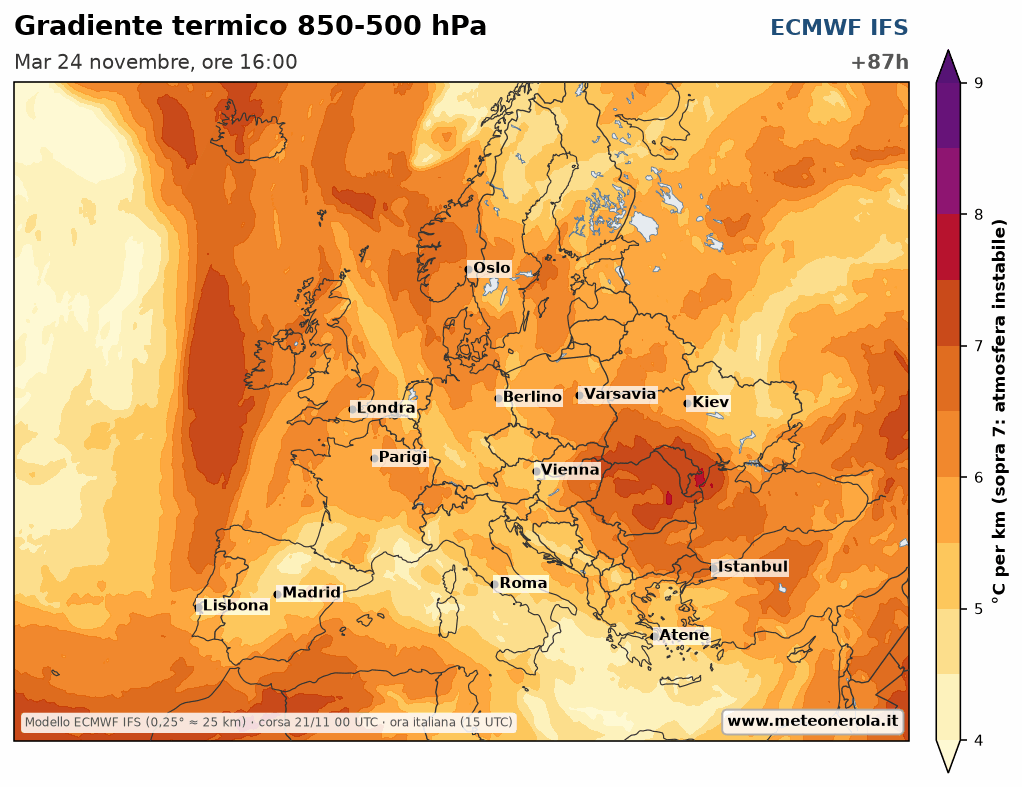 Gradiente termico 850-500 hPa
ECMWF IFS
Mar 24 novembre, ore 16:00
+87h
Oslo
Berlino
Varsavia
Kiev
Londra
Parigi
Vienna
Istanbul
Roma
Madrid
Lisbona
Atene
Modello ECMWF IFS (0,25° ≈ 25 km) · corsa 21/11 00 UTC · ora italiana (15 UTC)
www.meteonerola.it
9
8
7
6
5
4
°C per km (sopra 7: atmosfera instabile)